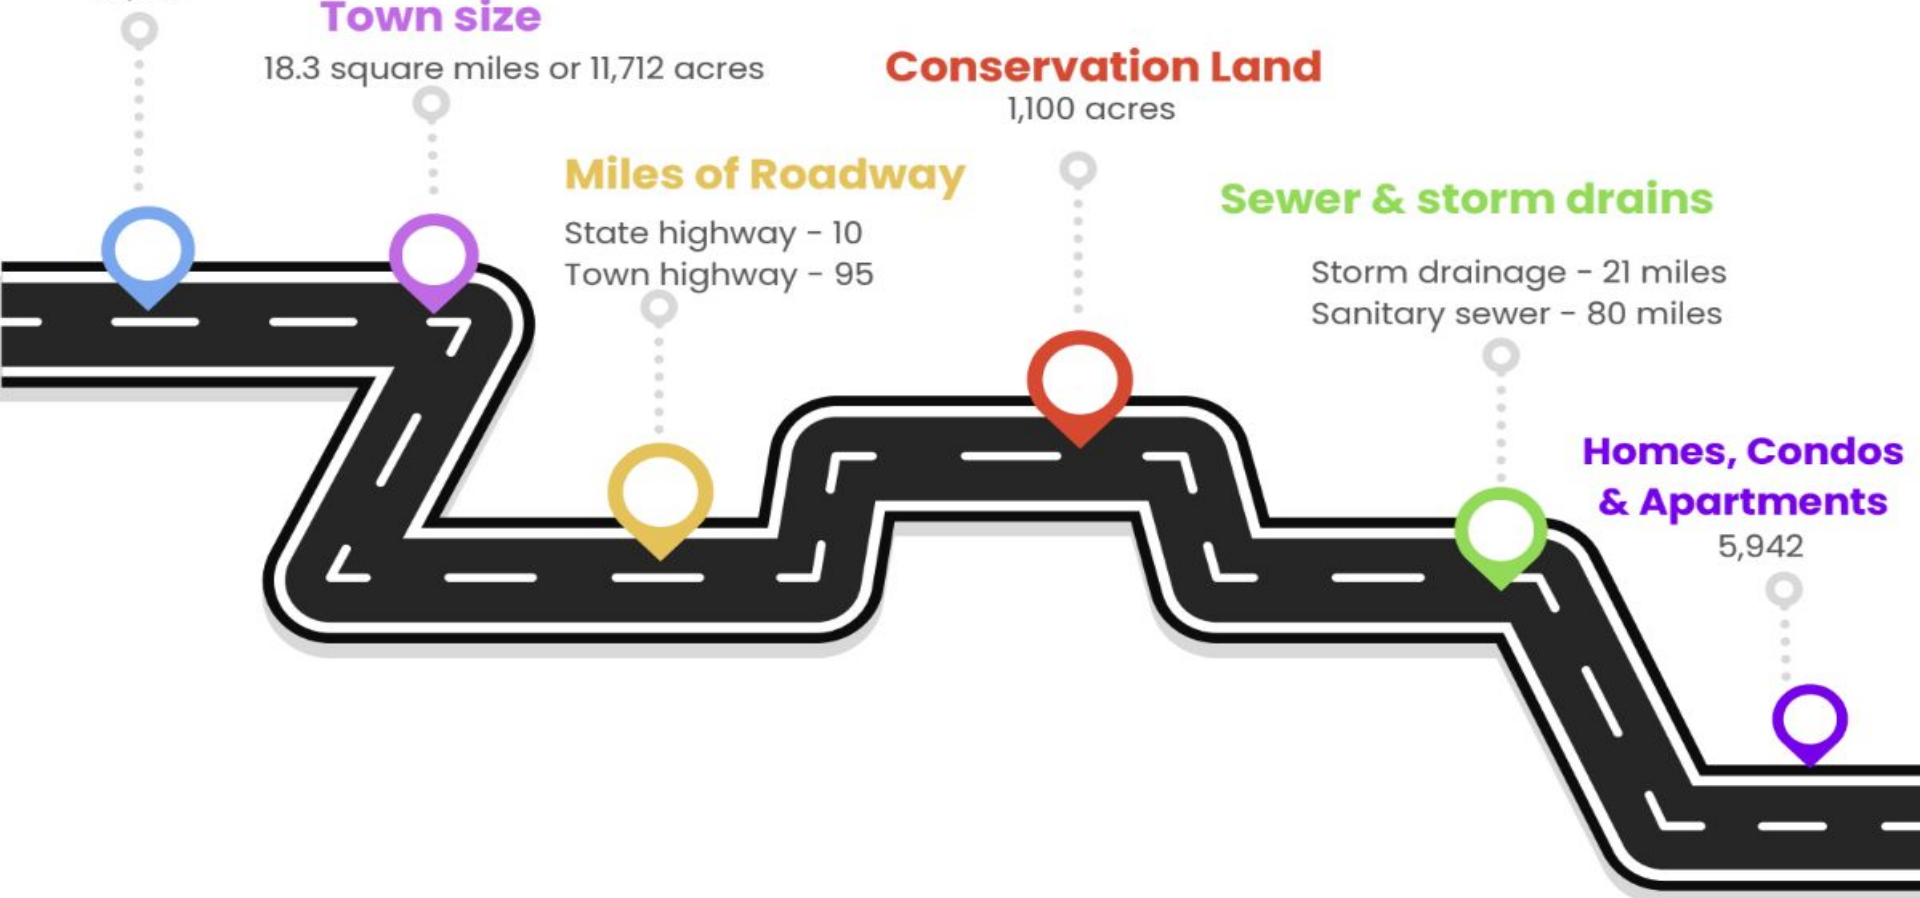 Town size
18.3 square miles or 11,712 acres
Conservation Land
1,100 acres
Miles of Roadway
State highway - 10
Town highway - 95
Sewer & storm drains
Storm drainage - 21 miles
Sanitary sewer - 80 miles
Homes, Condos
& Apartments
5,942